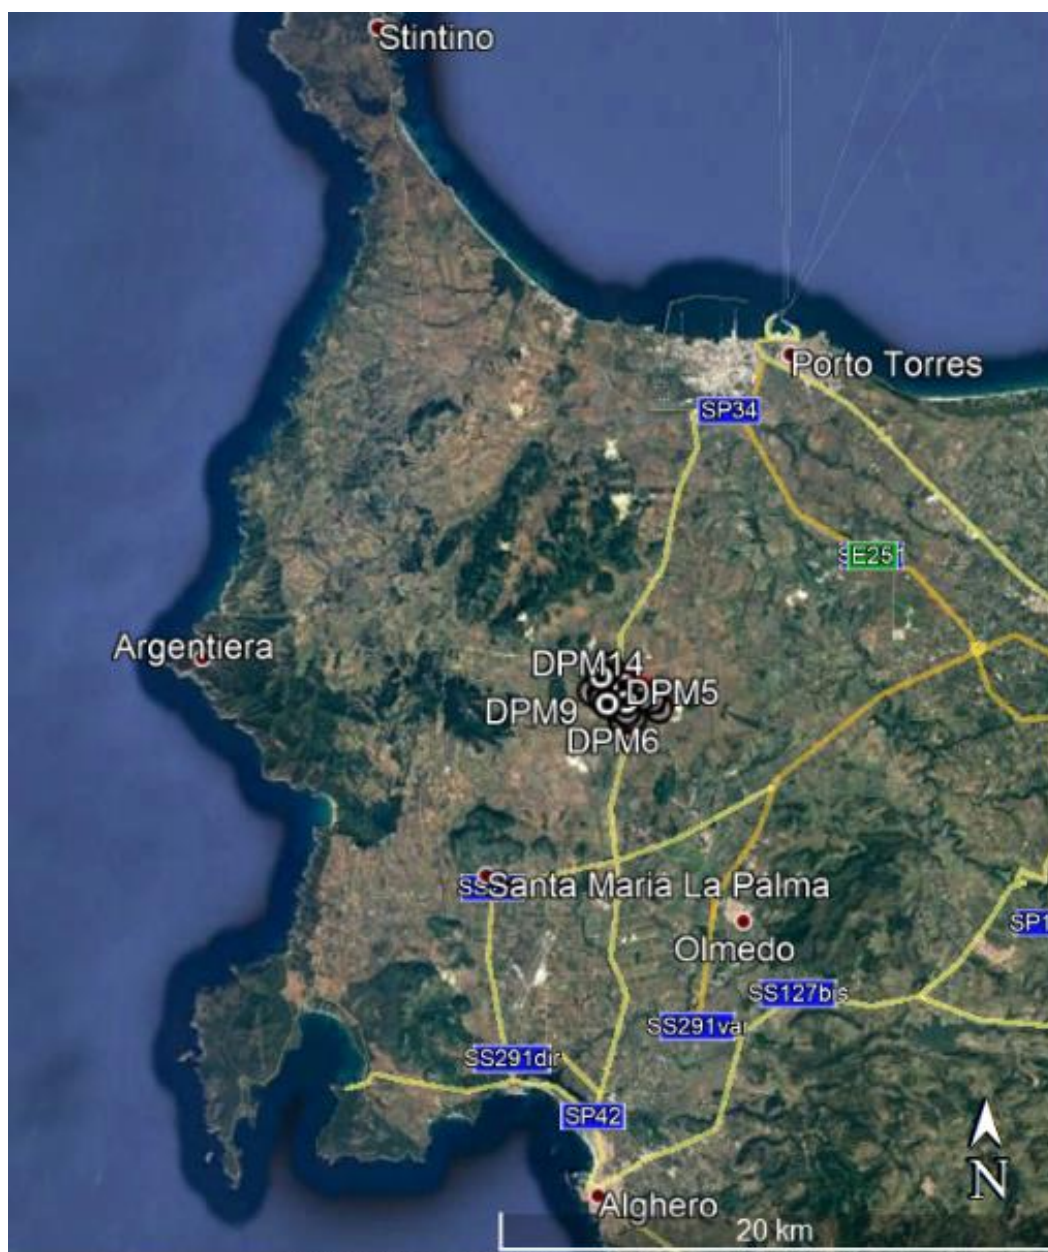 Stintino
Porto Torres
SP34
E25
Argentiera
DPM14
DPM5
DPM9
DPM6
Santa Maria La Palma
Olmedo
SS127bis
SS291var
SS291dir
SP42
N
Alghero
20 km